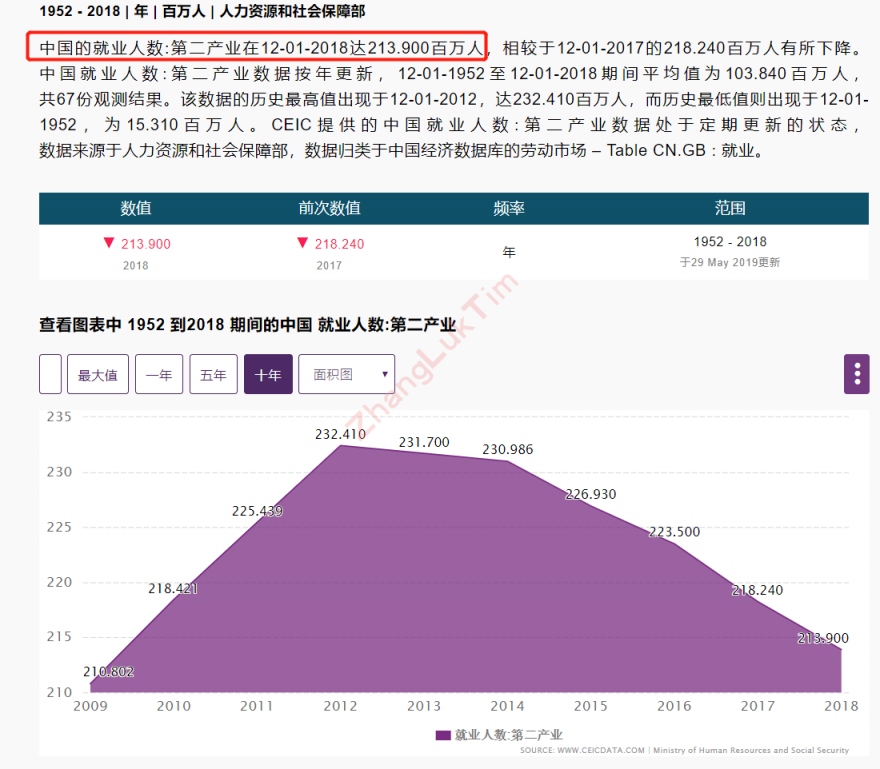 1952 - 2018 | 年 | 百万人 | 人力资源和社会保障部
中国的就业人数:第二产业在12-01-2018达213.900百万人，相较于12-01-2017的218.240百万人有所下降。
中国就业人数:第二产业数据按年更新，12-01-1952至12-01-2018期间平均值为103.840百万人，
共67份观测结果。该数据的历史最高值出现于12-01-2012，达232.410百万人，而历史最低值则出现于12-01-
1952，为15.310百万人。CEIC提供的中国就业人数:第二产业数据处于定期更新的状态，
数据来源于人力资源和社会保障部，数据归类于中国经济数据库的劳动市场 – Table CN.GB : 就业。
数值 前次数值 频率 范围
213.900 218.240 年 1952 - 2018
2018 2017 于29 May 2019更新
查看图表中 1952 到2018 期间的中国 就业人数:第二产业
最大值 一年 五年 十年 面积图
ZhangLukTim
235
232.410
231.700
230.986
230
226.930
225.439
225
223.500
218.421
220
218.240
215
213.900
210.802
210
2009 2010 2011 2012 2013 2014 2015 2016 2017 2018
就业人数:第二产业
SOURCE: WWW.CEICDATA.COM | Ministry of Human Resources and Social Security